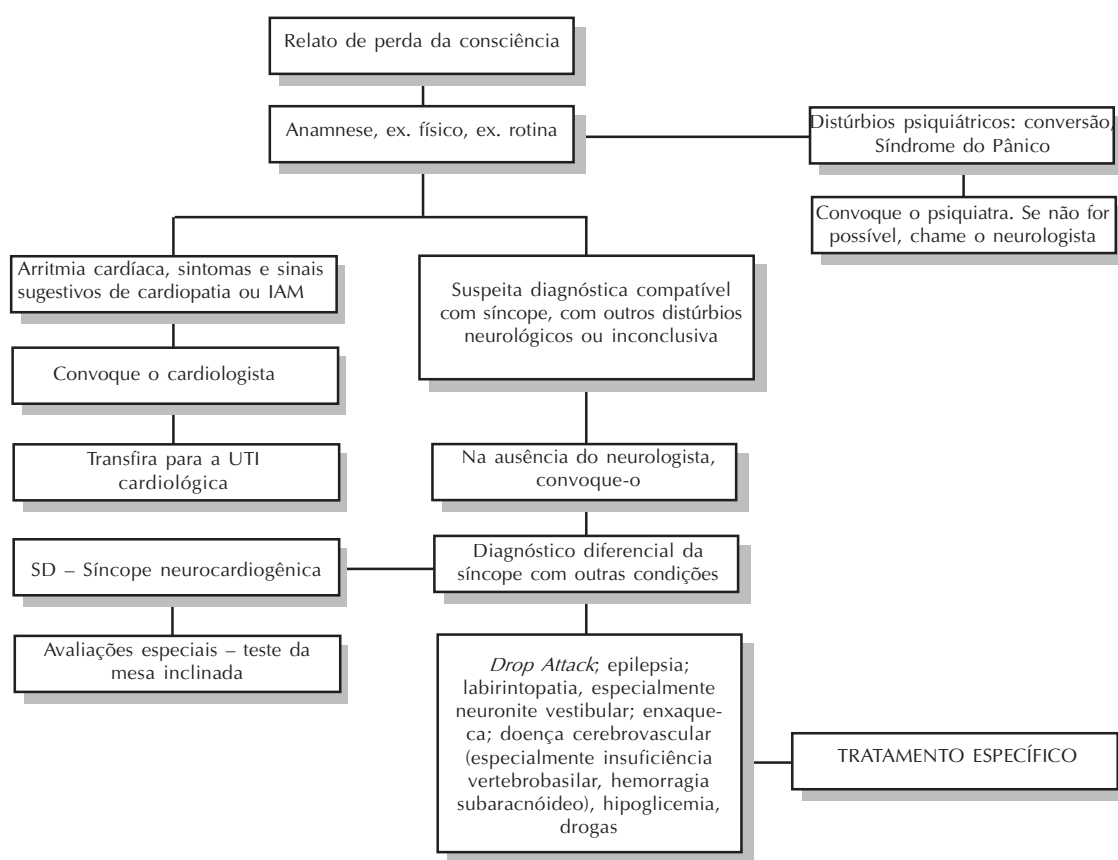 Relato de perda da consciência
Anamnese, ex. físico, ex. rotina
Distúrbios psiquiátricos: conversão,
Síndrome do Pânico
Convoque o psiquiatra. Se não for
possível, chame o neurologista
Arritmia cardíaca, sintomas e sinais
sugestivos de cardiopatia ou IAM
Suspeita diagnóstica compatível
com síncope, com outros distúrbios
neurológicos ou inconclusiva
Convoque o cardiologista
Transfira para a UTI
cardiológica
Na ausência do neurologista,
convoque-o
SD – Síncope neurocardiogênica
Diagnóstico diferencial da
síncope com outras condições
Avaliações especiais – teste da
mesa inclinada
Drop Attack; epilepsia;
labirintopatia, especialmente
neuronite vestibular; enxaque-
ca; doença cerebrovascular
(especialmente insuficiência
vertebrobasilar, hemorragia
subaracnóideo), hipoglicemia,
drogas
TRATAMENTO ESPECÍFICO